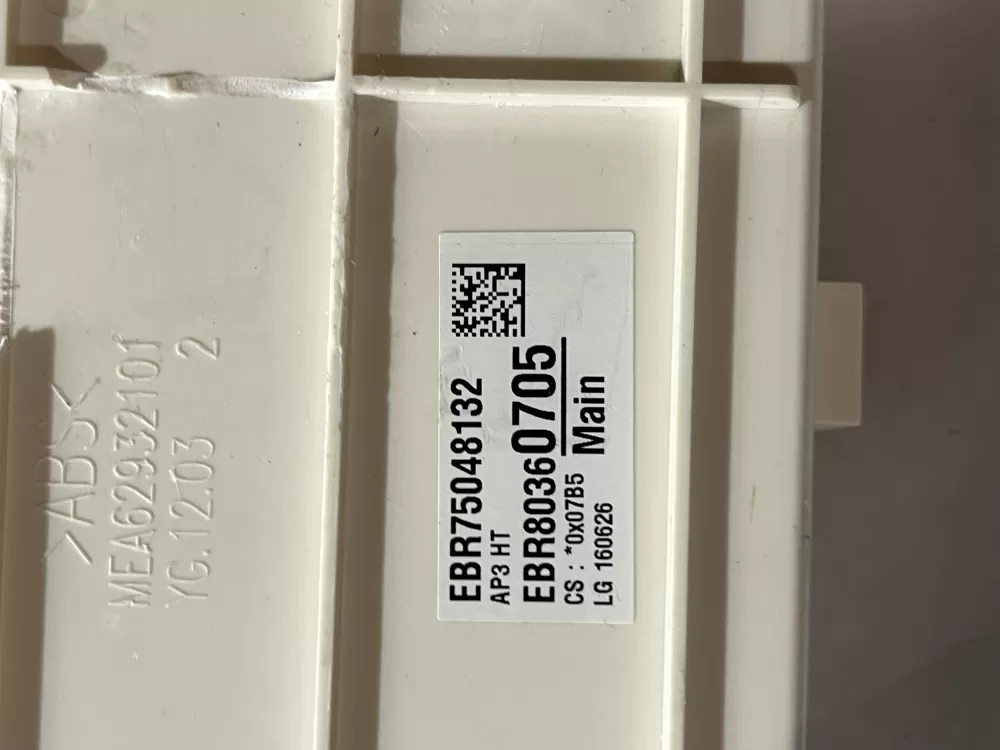 >ABS<
MEA62932101
YG.12.03 2
EBR75048132
AP3 HT
EBR80360705
CS : *0x07B5 Main
LG 160626